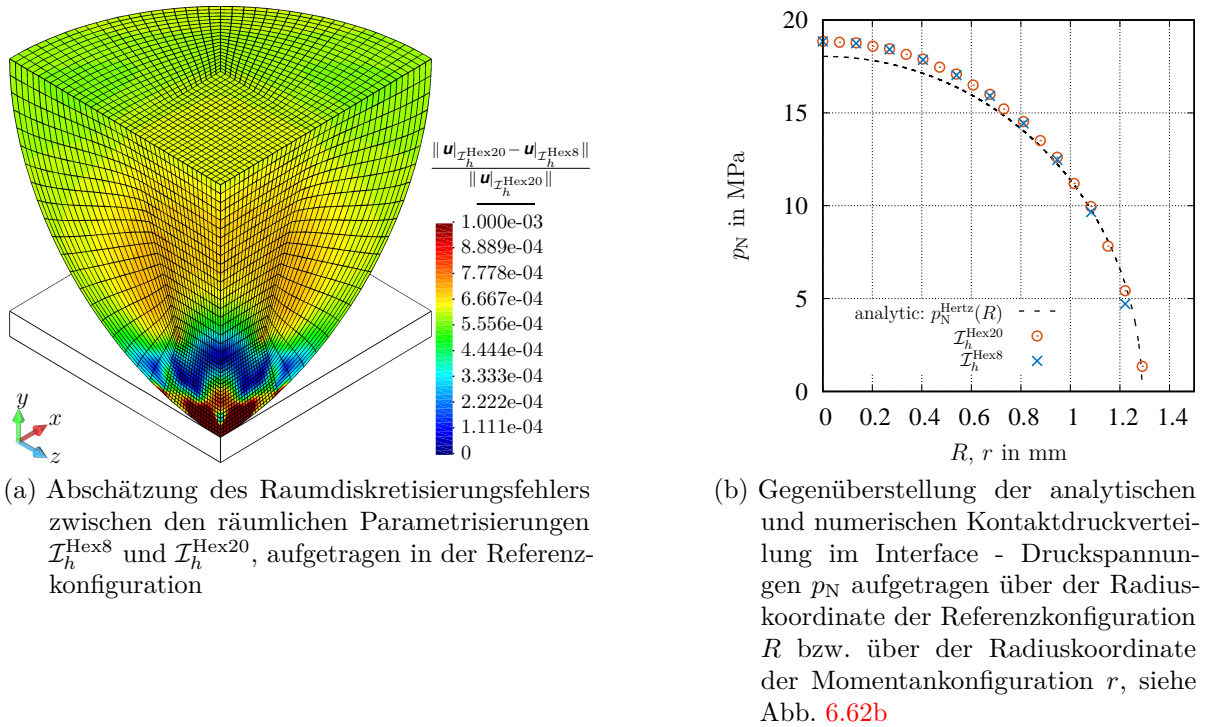 ‖ u|_{𝓘_h^{Hex20}} − u|_{𝓘_h^{Hex8}} ‖
‖ u|_{𝓘_h^{Hex20}} ‖
1.000e-03
8.889e-04
7.778e-04
6.667e-04
5.556e-04
4.444e-04
3.333e-04
2.222e-04
1.111e-04
0
y
x
z
(a) Abschätzung des Raumdiskretisierungsfehlers
zwischen den räumlichen Parametrisierungen
𝓘_h^{Hex8} und 𝓘_h^{Hex20}, aufgetragen in der Referenz-
konfiguration
20
15
10
5
0
p_N in MPa
analytic: p_N^{Hertz}(R)
𝓘_h^{Hex20}
𝓘_h^{Hex8}
0 0.2 0.4 0.6 0.8 1 1.2 1.4
R, r in mm
(b) Gegenüberstellung der analytischen
und numerischen Kontaktdruckvertei-
lung im Interface - Druckspannun-
gen p_N aufgetragen über der Radius-
koordinate der Referenzkonfiguration
R bzw. über der Radiuskoordinate
der Momentankonfiguration r, siehe
Abb. 6.62b